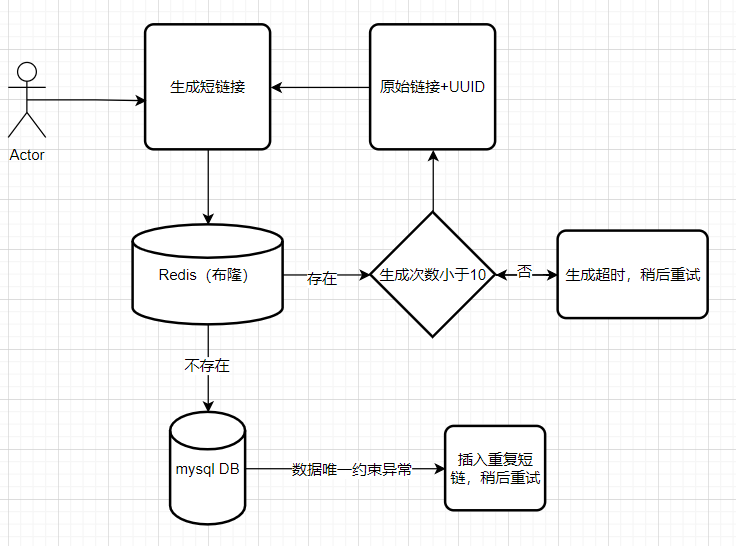 生成短链接
原始链接+UUID
Actor
Redis（布隆）
存在
生成次数小于10
否
生成超时，稍后重试
不存在
mysql DB
数据唯一约束异常
插入重复短
链，稍后重试